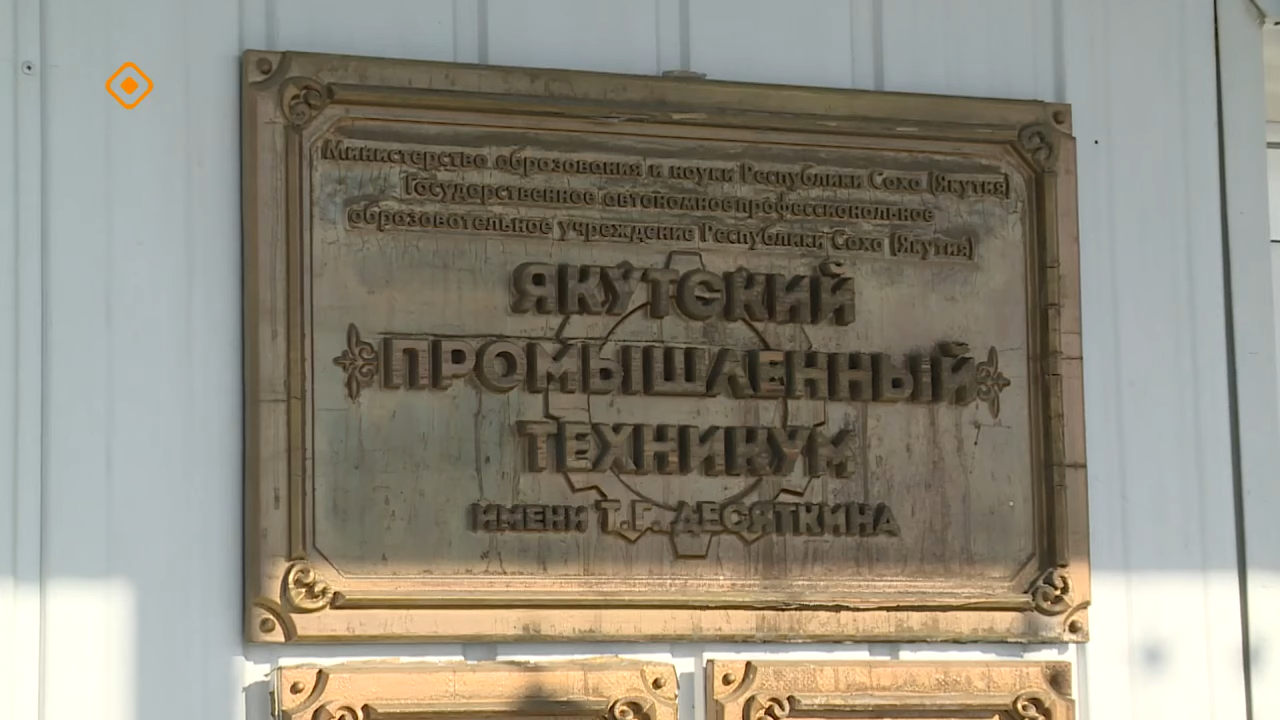 Министерство образования и науки Республики Саха (Якутия)
Государственное автономное профессиональное
образовательное учреждение Республики Саха (Якутия)
ЯКУТСКИЙ
ПРОМЫШЛЕННЫЙ
ТЕХНИКУМ
ИМЕНИ Т.Г. ДЕСЯТКИНА